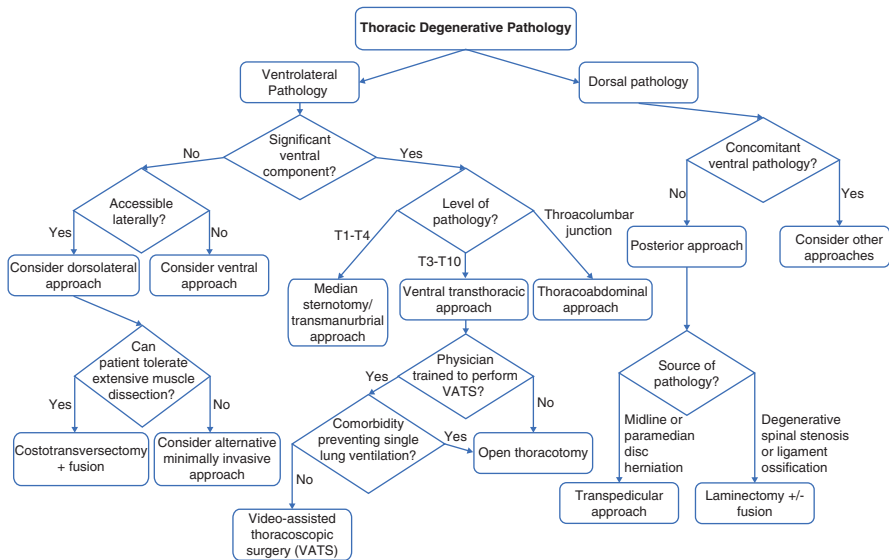 Thoracic Degenerative Pathology
Ventrolateral
Pathology
Dorsal pathology
Significant
ventral
component?
No
Yes
Concomitant
ventral pathology?
No
Yes
Accessible
laterally?
Yes
No
Level of
pathology?
T1-T4
T3-T10
Throacolumbar
junction
Posterior approach
Consider other
approaches
Consider dorsolateral
approach
Consider ventral
approach
Median
sternotomy/
transmanurbrial
approach
Ventral transthoracic
approach
Thoracoabdominal
approach
Can
patient tolerate
extensive muscle
dissection?
Yes
No
Physician
trained to perform
VATS?
Yes
No
Source of
pathology?
Midline or
paramedian
disc
herniation
Degenerative
spinal stenosis
or ligament
ossification
Costotransversectomy
+ fusion
Consider alternative
minimally invasive
approach
Comorbidity
preventing single
lung ventilation?
Yes
No
Open thoracotomy
Transpedicular
approach
Laminectomy +/-
fusion
Video-assisted
thoracoscopic
surgery (VATS)